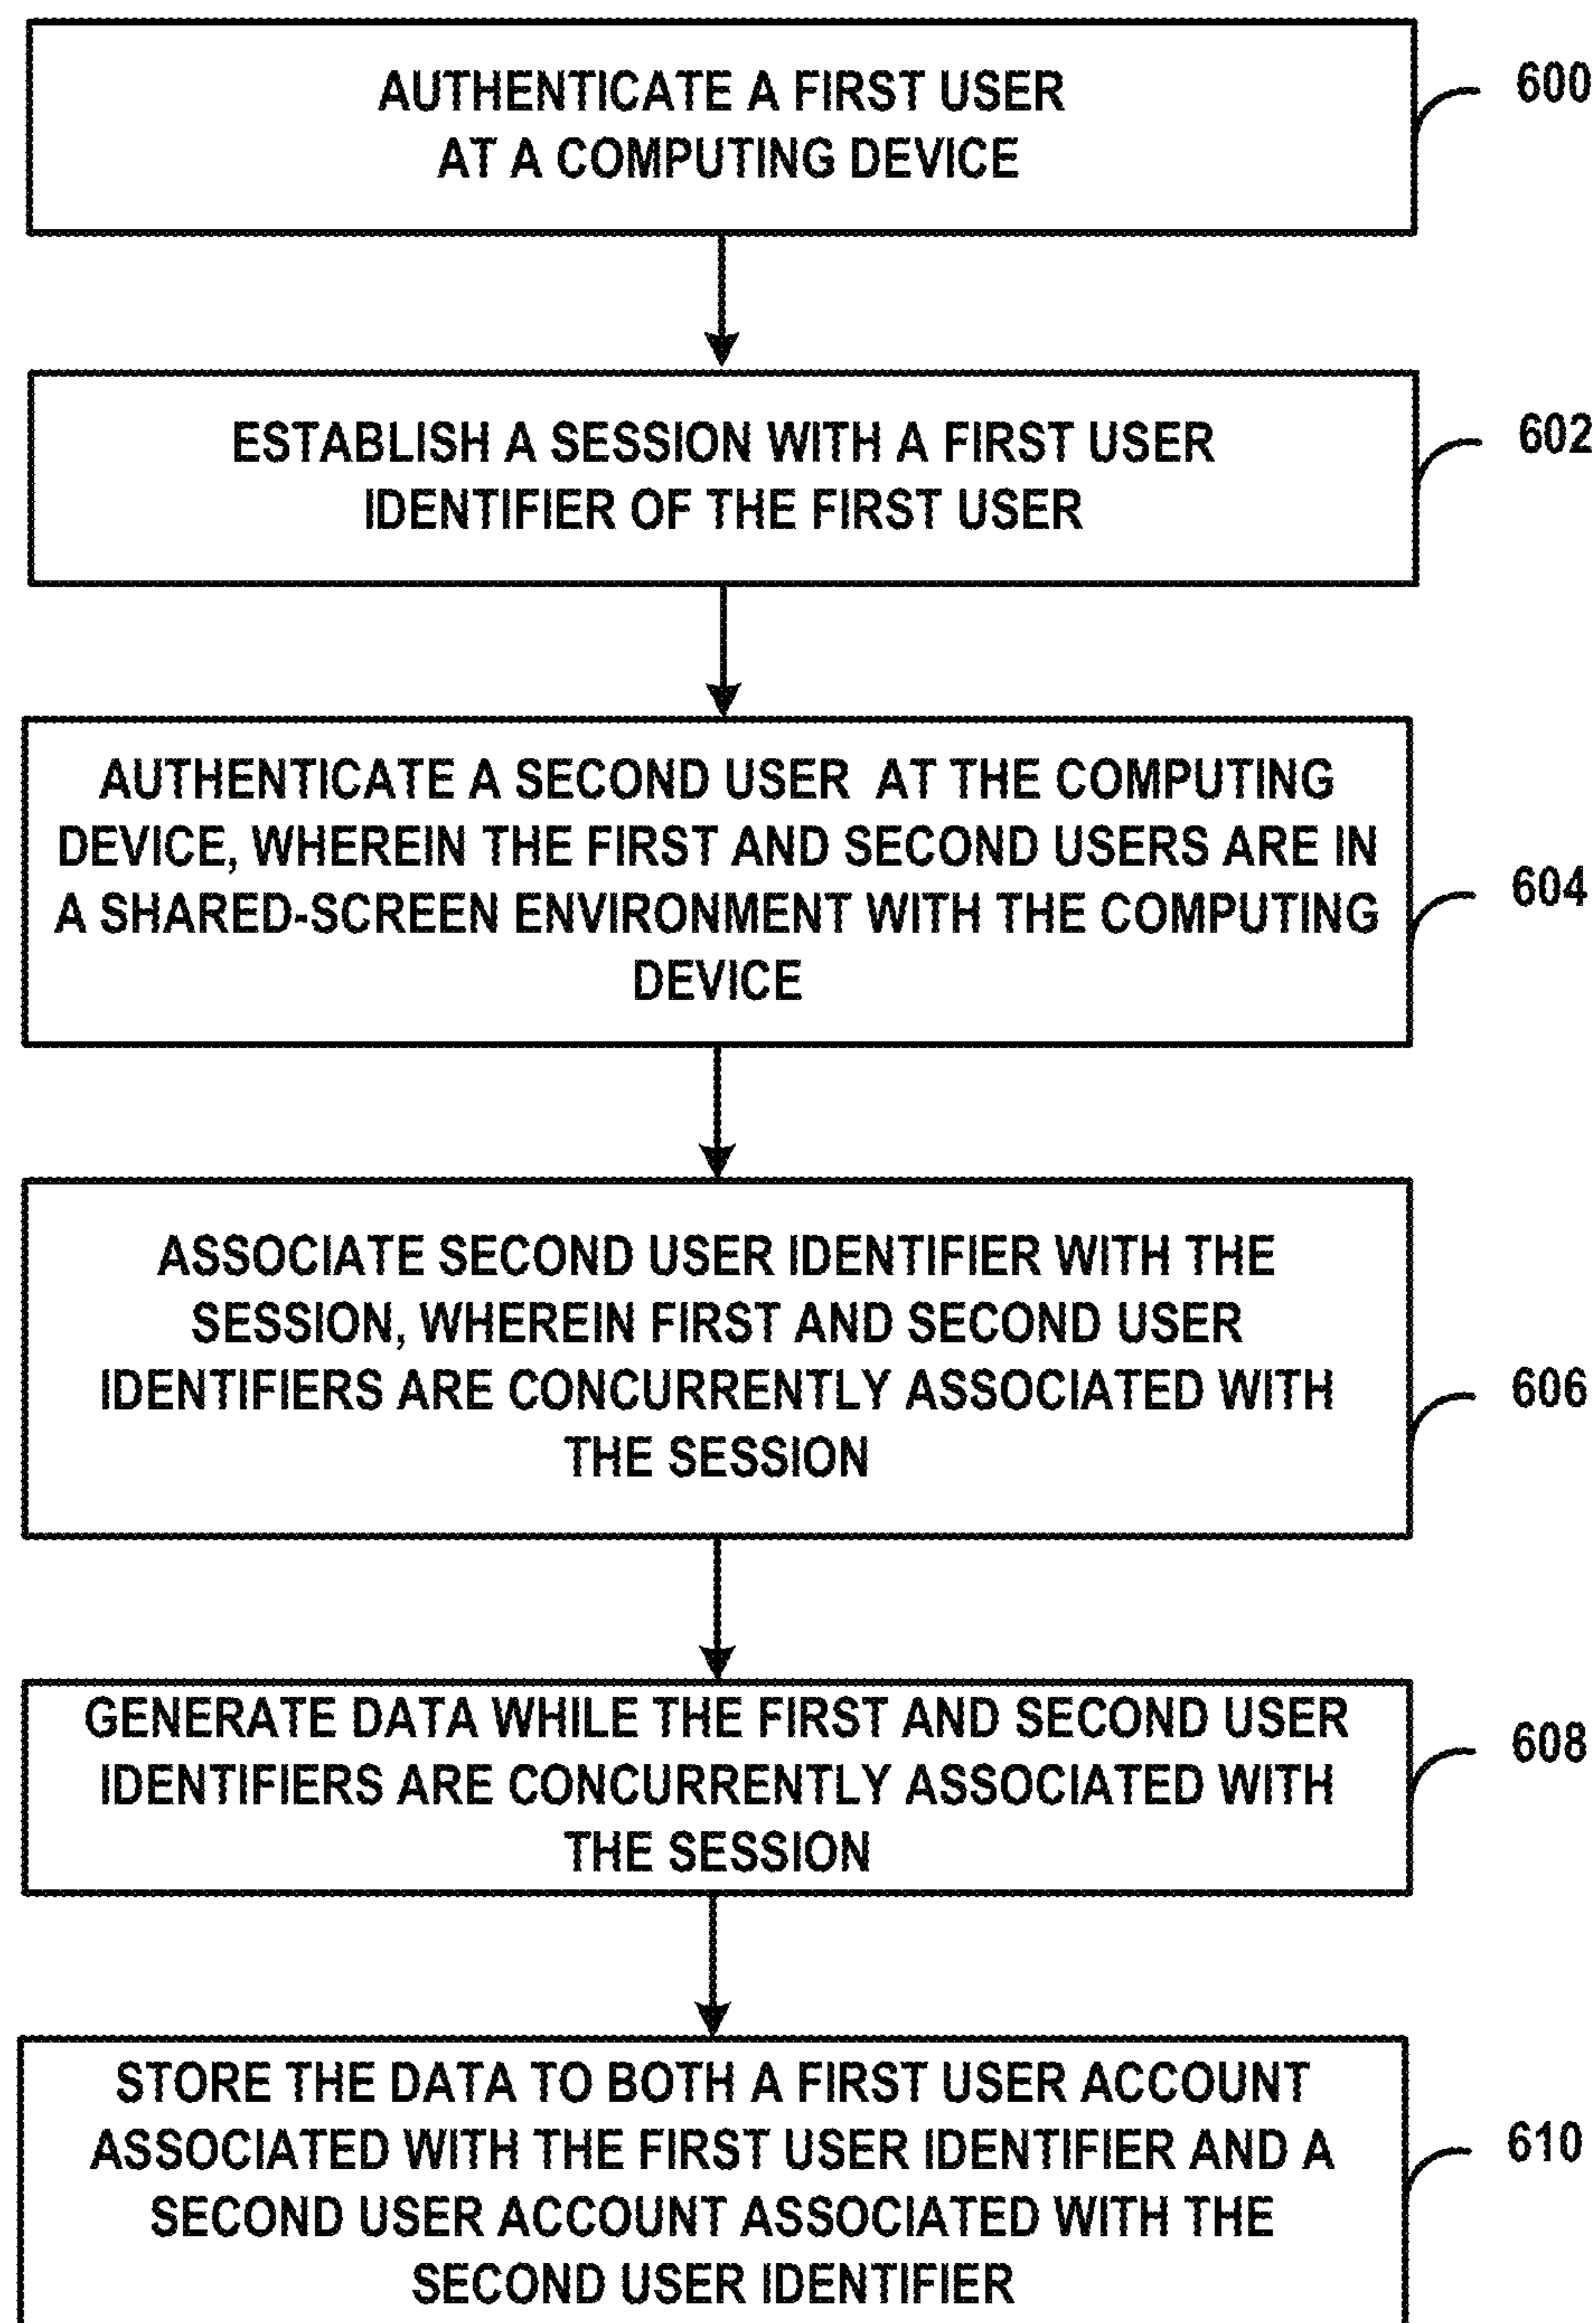 AUTHENTICATE A FIRST USER
AT A COMPUTING DEVICE
600
ESTABLISH A SESSION WITH A FIRST USER
IDENTIFIER OF THE FIRST USER
602
AUTHENTICATE A SECOND USER AT THE COMPUTING
DEVICE, WHEREIN THE FIRST AND SECOND USERS ARE IN
A SHARED-SCREEN ENVIRONMENT WITH THE COMPUTING
DEVICE
604
ASSOCIATE SECOND USER IDENTIFIER WITH THE
SESSION, WHEREIN FIRST AND SECOND USER
IDENTIFIERS ARE CONCURRENTLY ASSOCIATED WITH
THE SESSION
606
GENERATE DATA WHILE THE FIRST AND SECOND USER
IDENTIFIERS ARE CONCURRENTLY ASSOCIATED WITH
THE SESSION
608
STORE THE DATA TO BOTH A FIRST USER ACCOUNT
ASSOCIATED WITH THE FIRST USER IDENTIFIER AND A
SECOND USER ACCOUNT ASSOCIATED WITH THE
SECOND USER IDENTIFIER
610